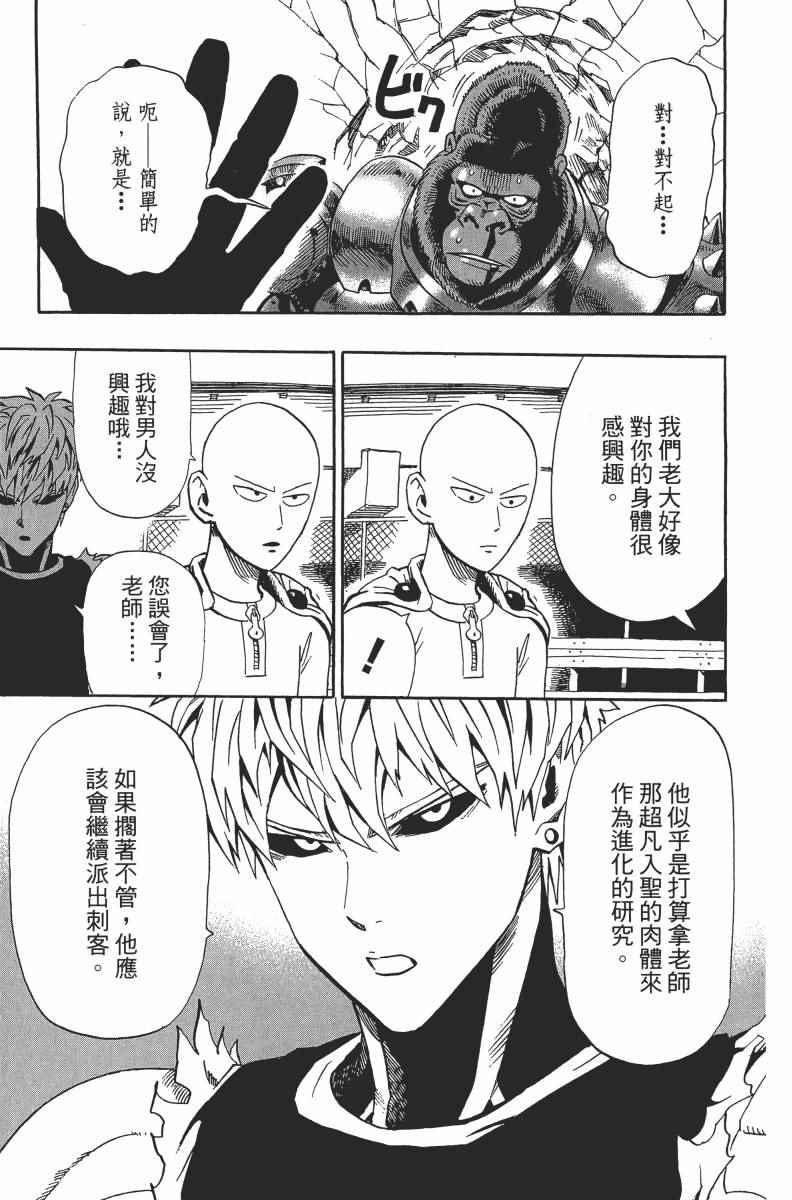 對…對不起…
ビク
呃——簡單的
說，就是…
我們老大好像
對你的身體很
感興趣。
！
我對男人沒
興趣哦…
您誤會了，
老師……
他似乎是打算拿老師
那超凡入聖的肉體來
作為進化的研究。
如果擱著不管，他應
該會繼續派出刺客。